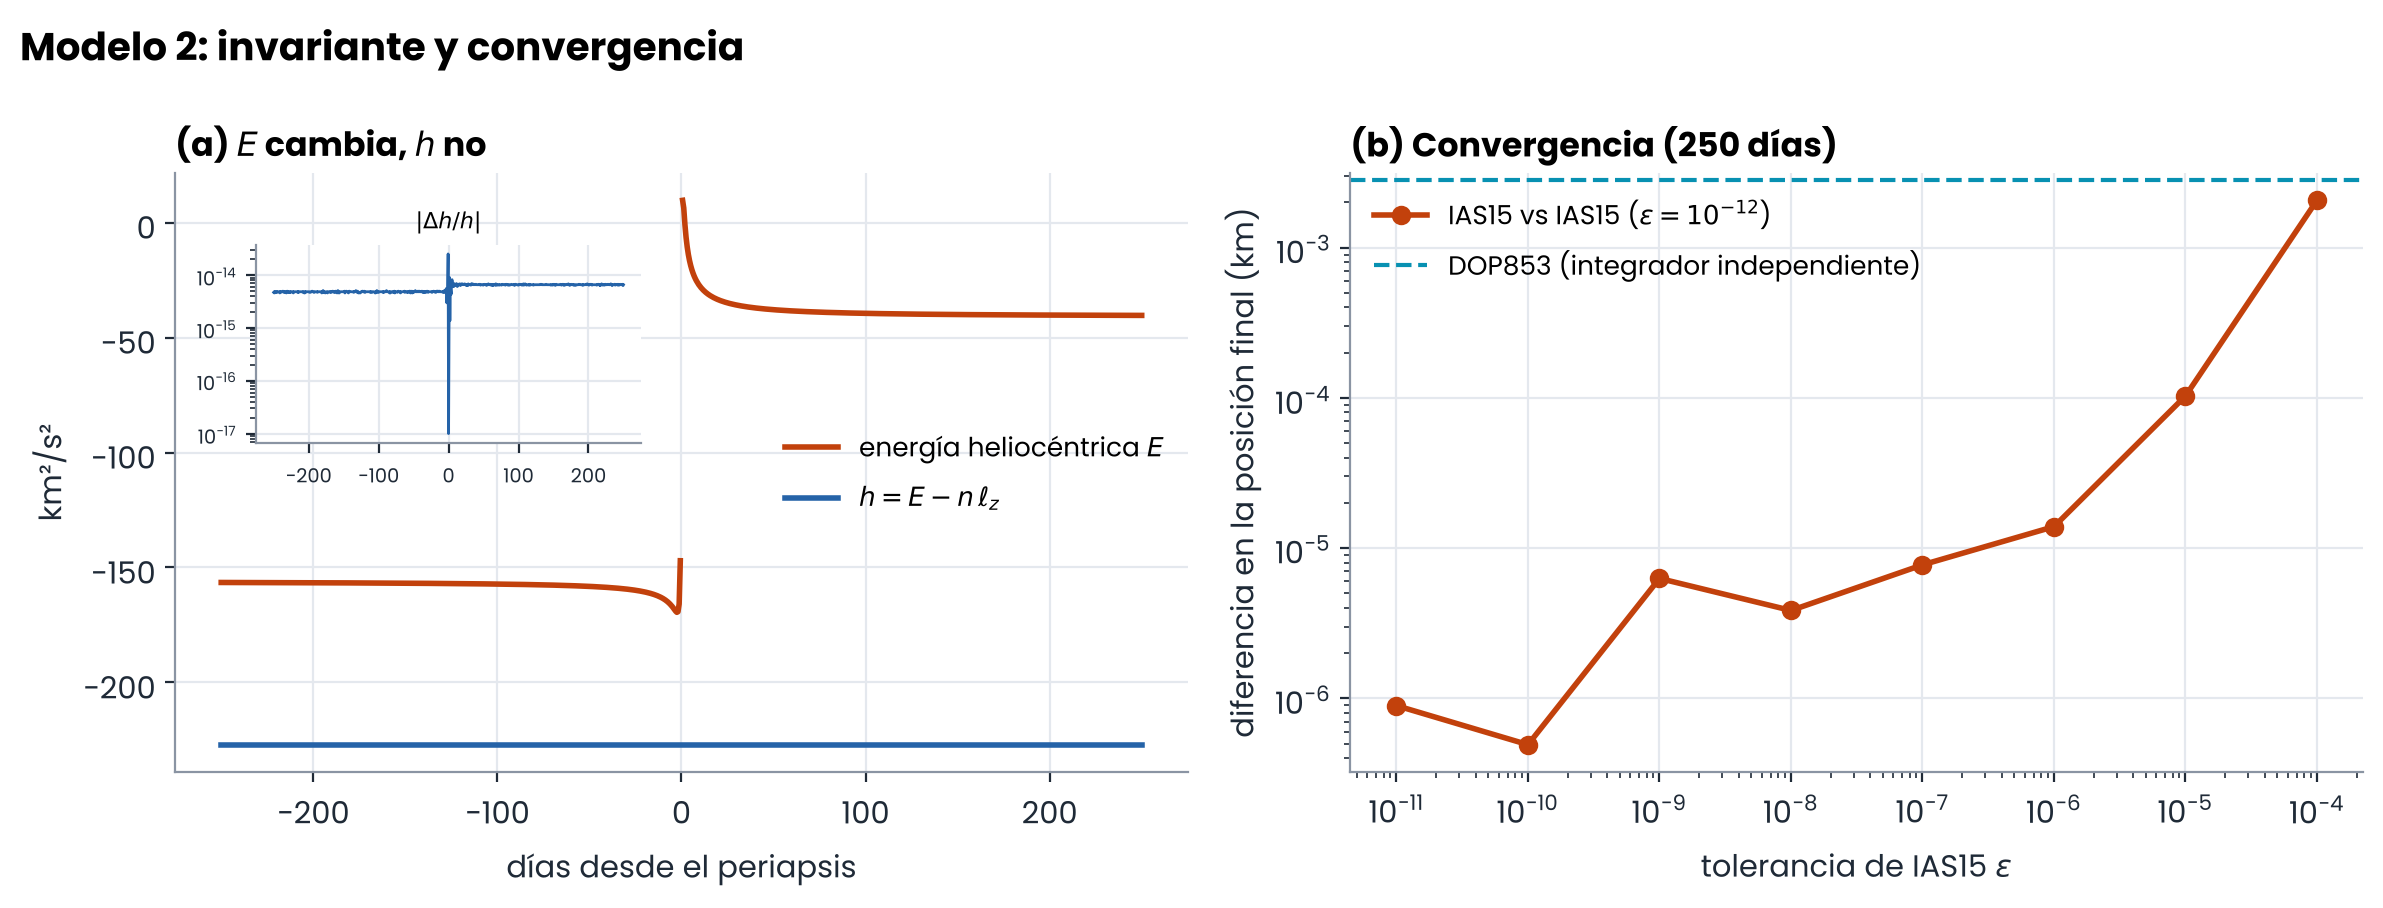 Modelo 2: invariante y convergencia
(a) E cambia, h no
km²/s²
0
−50
−100
−150
−200
|Δh/h|
10⁻¹⁴
10⁻¹⁵
10⁻¹⁶
10⁻¹⁷
−200 −100 0 100 200
energía heliocéntrica E
h = E − n ℓ_z
−200 −100 0 100 200
días desde el periapsis
(b) Convergencia (250 días)
diferencia en la posición final (km)
10⁻³
10⁻⁴
10⁻⁵
10⁻⁶
IAS15 vs IAS15 (ε = 10⁻¹²)
DOP853 (integrador independiente)
10⁻¹¹ 10⁻¹⁰ 10⁻⁹ 10⁻⁸ 10⁻⁷ 10⁻⁶ 10⁻⁵ 10⁻⁴
tolerancia de IAS15 ε